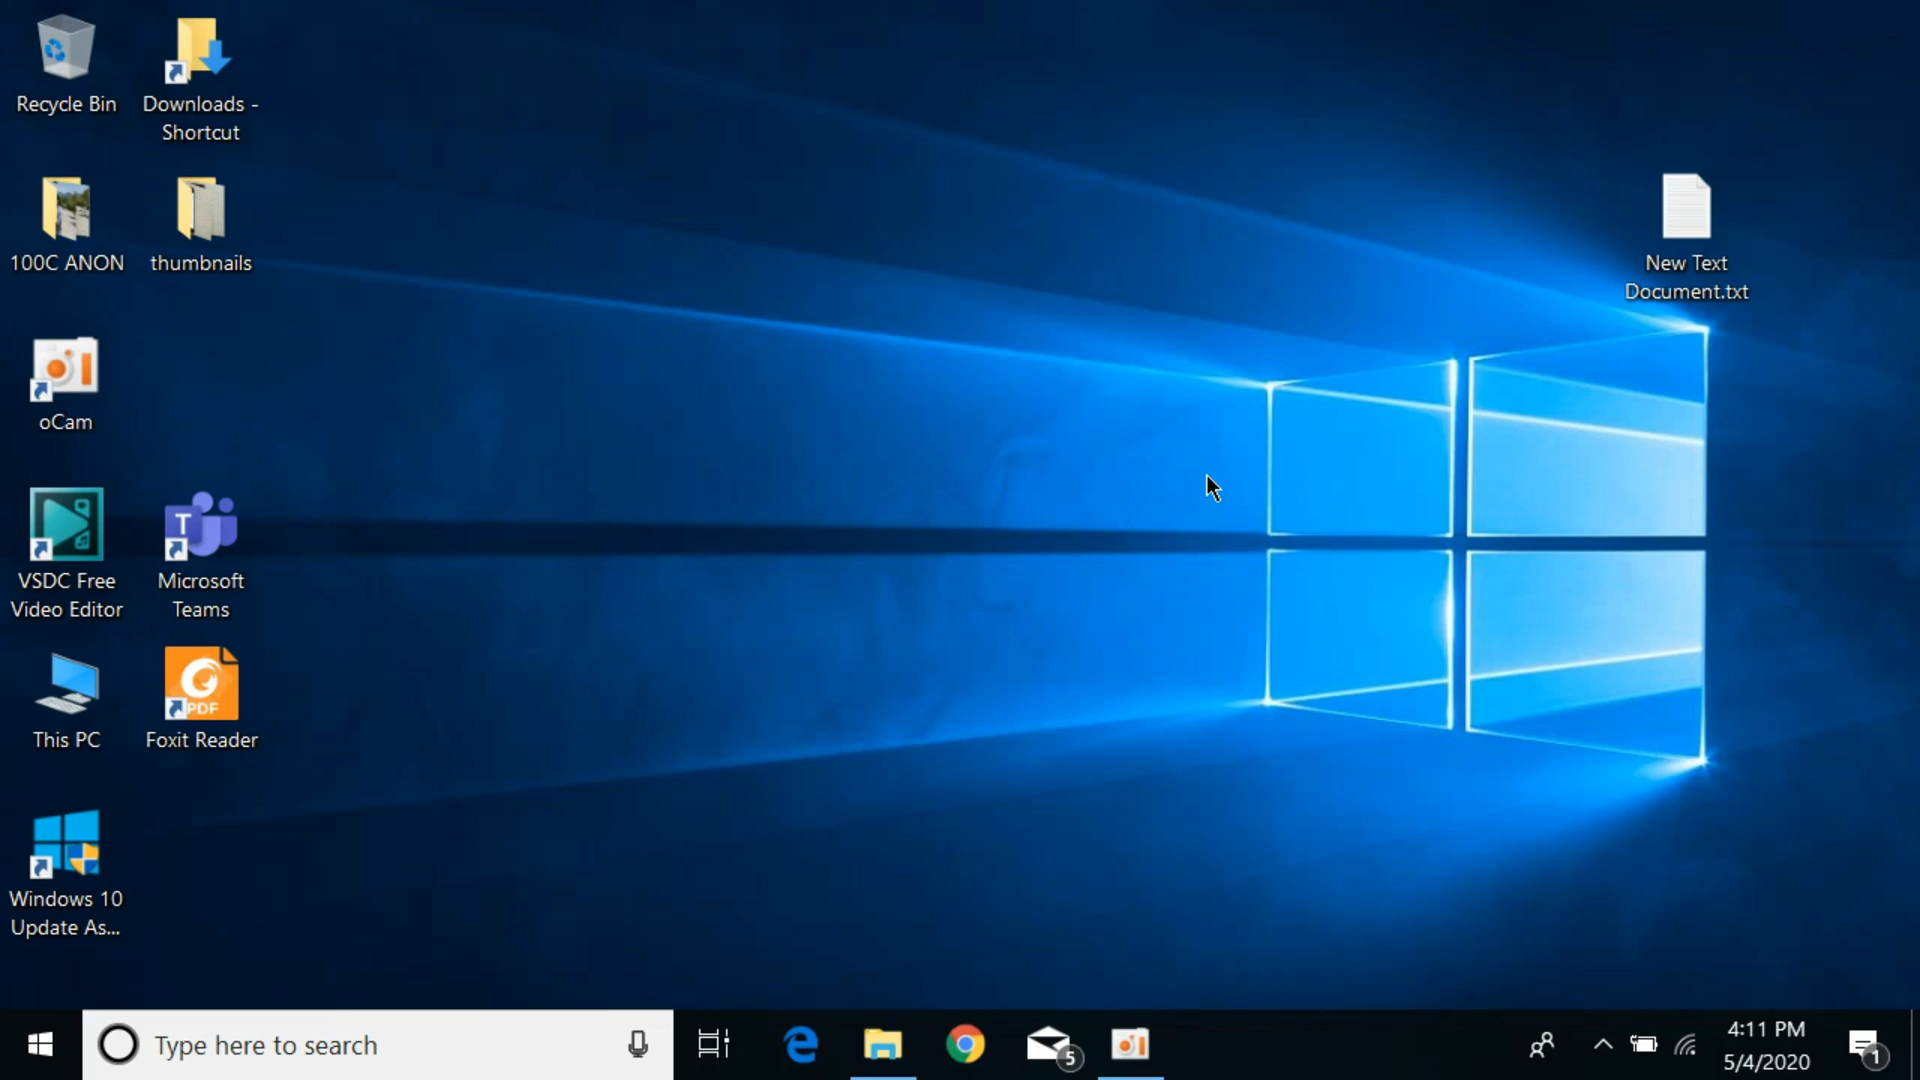 Recycle Bin
Downloads -
Shortcut
100C ANON
thumbnails
New Text
Document.txt
oCam
VSDC Free
Video Editor
T
Microsoft
Teams
This PC
PDF
Foxit Reader
Windows 10
Update As...
Type here to search
5
4:11 PM
5/4/2020
1